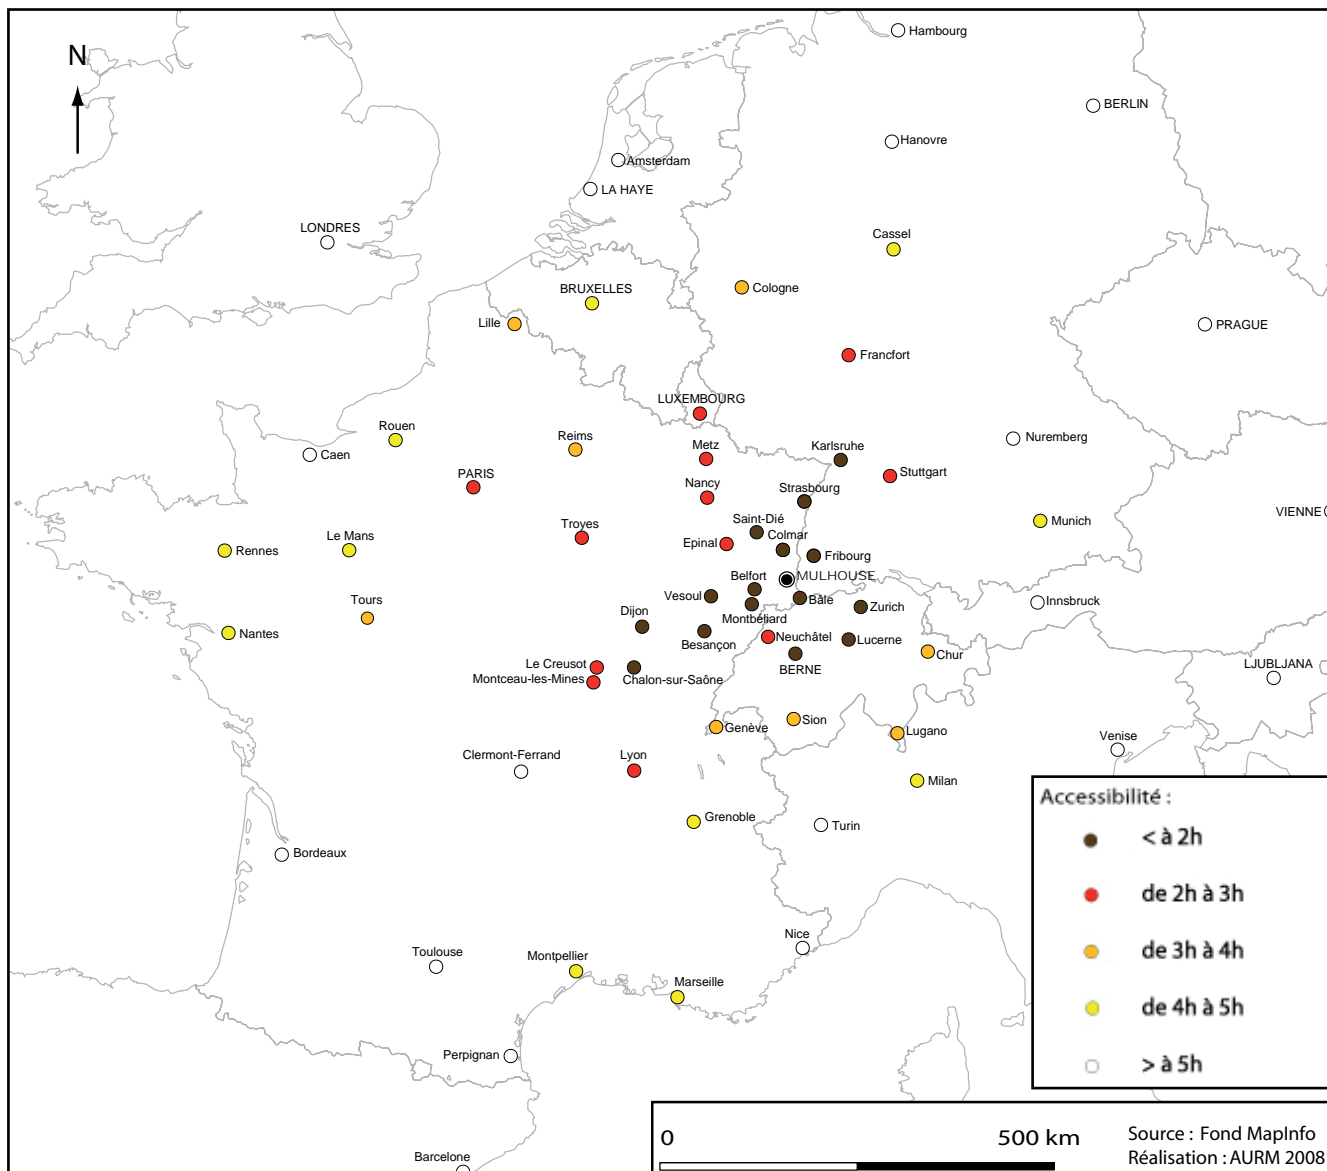 Hambourg
N
BERLIN
Hanovre
Amsterdam
LA HAYE
LONDRES
Cassel
BRUXELLES
Cologne
Lille
PRAGUE
Francfort
LUXEMBOURG
Rouen
Reims
Metz
Karlsruhe
Nuremberg
Caen
PARIS
Stuttgart
Nancy
Strasbourg
VIENNE
Troyes
Saint-Dié
Munich
Le Mans
Colmar
Epinal
Rennes
Fribourg
MULHOUSE
Belfort
Vesoul
Bâle
Innsbruck
Tours
Zurich
Dijon
Montbéliard
Nantes
Besançon
Neuchâtel
Lucerne
Chur
Le Creusot
LJUBLJANA
BERNE
Montceau-les-Mines
Chalon-sur-Saône
Genève
Sion
Lugano
Venise
Clermont-Ferrand
Lyon
Milan
Grenoble
Turin
Bordeaux
Nice
Toulouse
Montpellier
Marseille
Perpignan
Barcelone
Accessibilité :
< à 2h
de 2h à 3h
de 3h à 4h
de 4h à 5h
> à 5h
0 500 km
Source : Fond MapInfo
Réalisation : AURM 2008